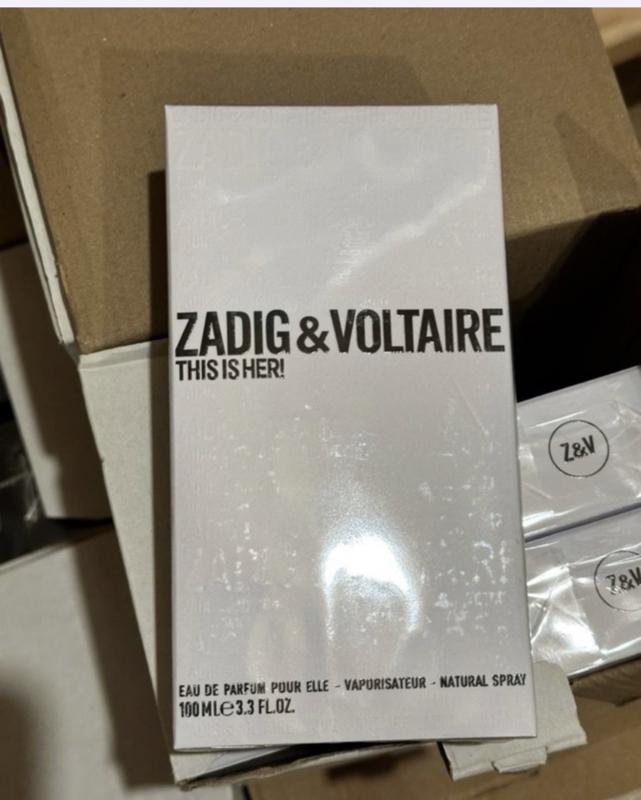 ZADIG & VOLTAIRE
THIS IS HER!
Z&V
Z&V
EAU DE PARFUM POUR ELLE - VAPORISATEUR - NATURAL SPRAY
100 ML℮3.3 FL.OZ.